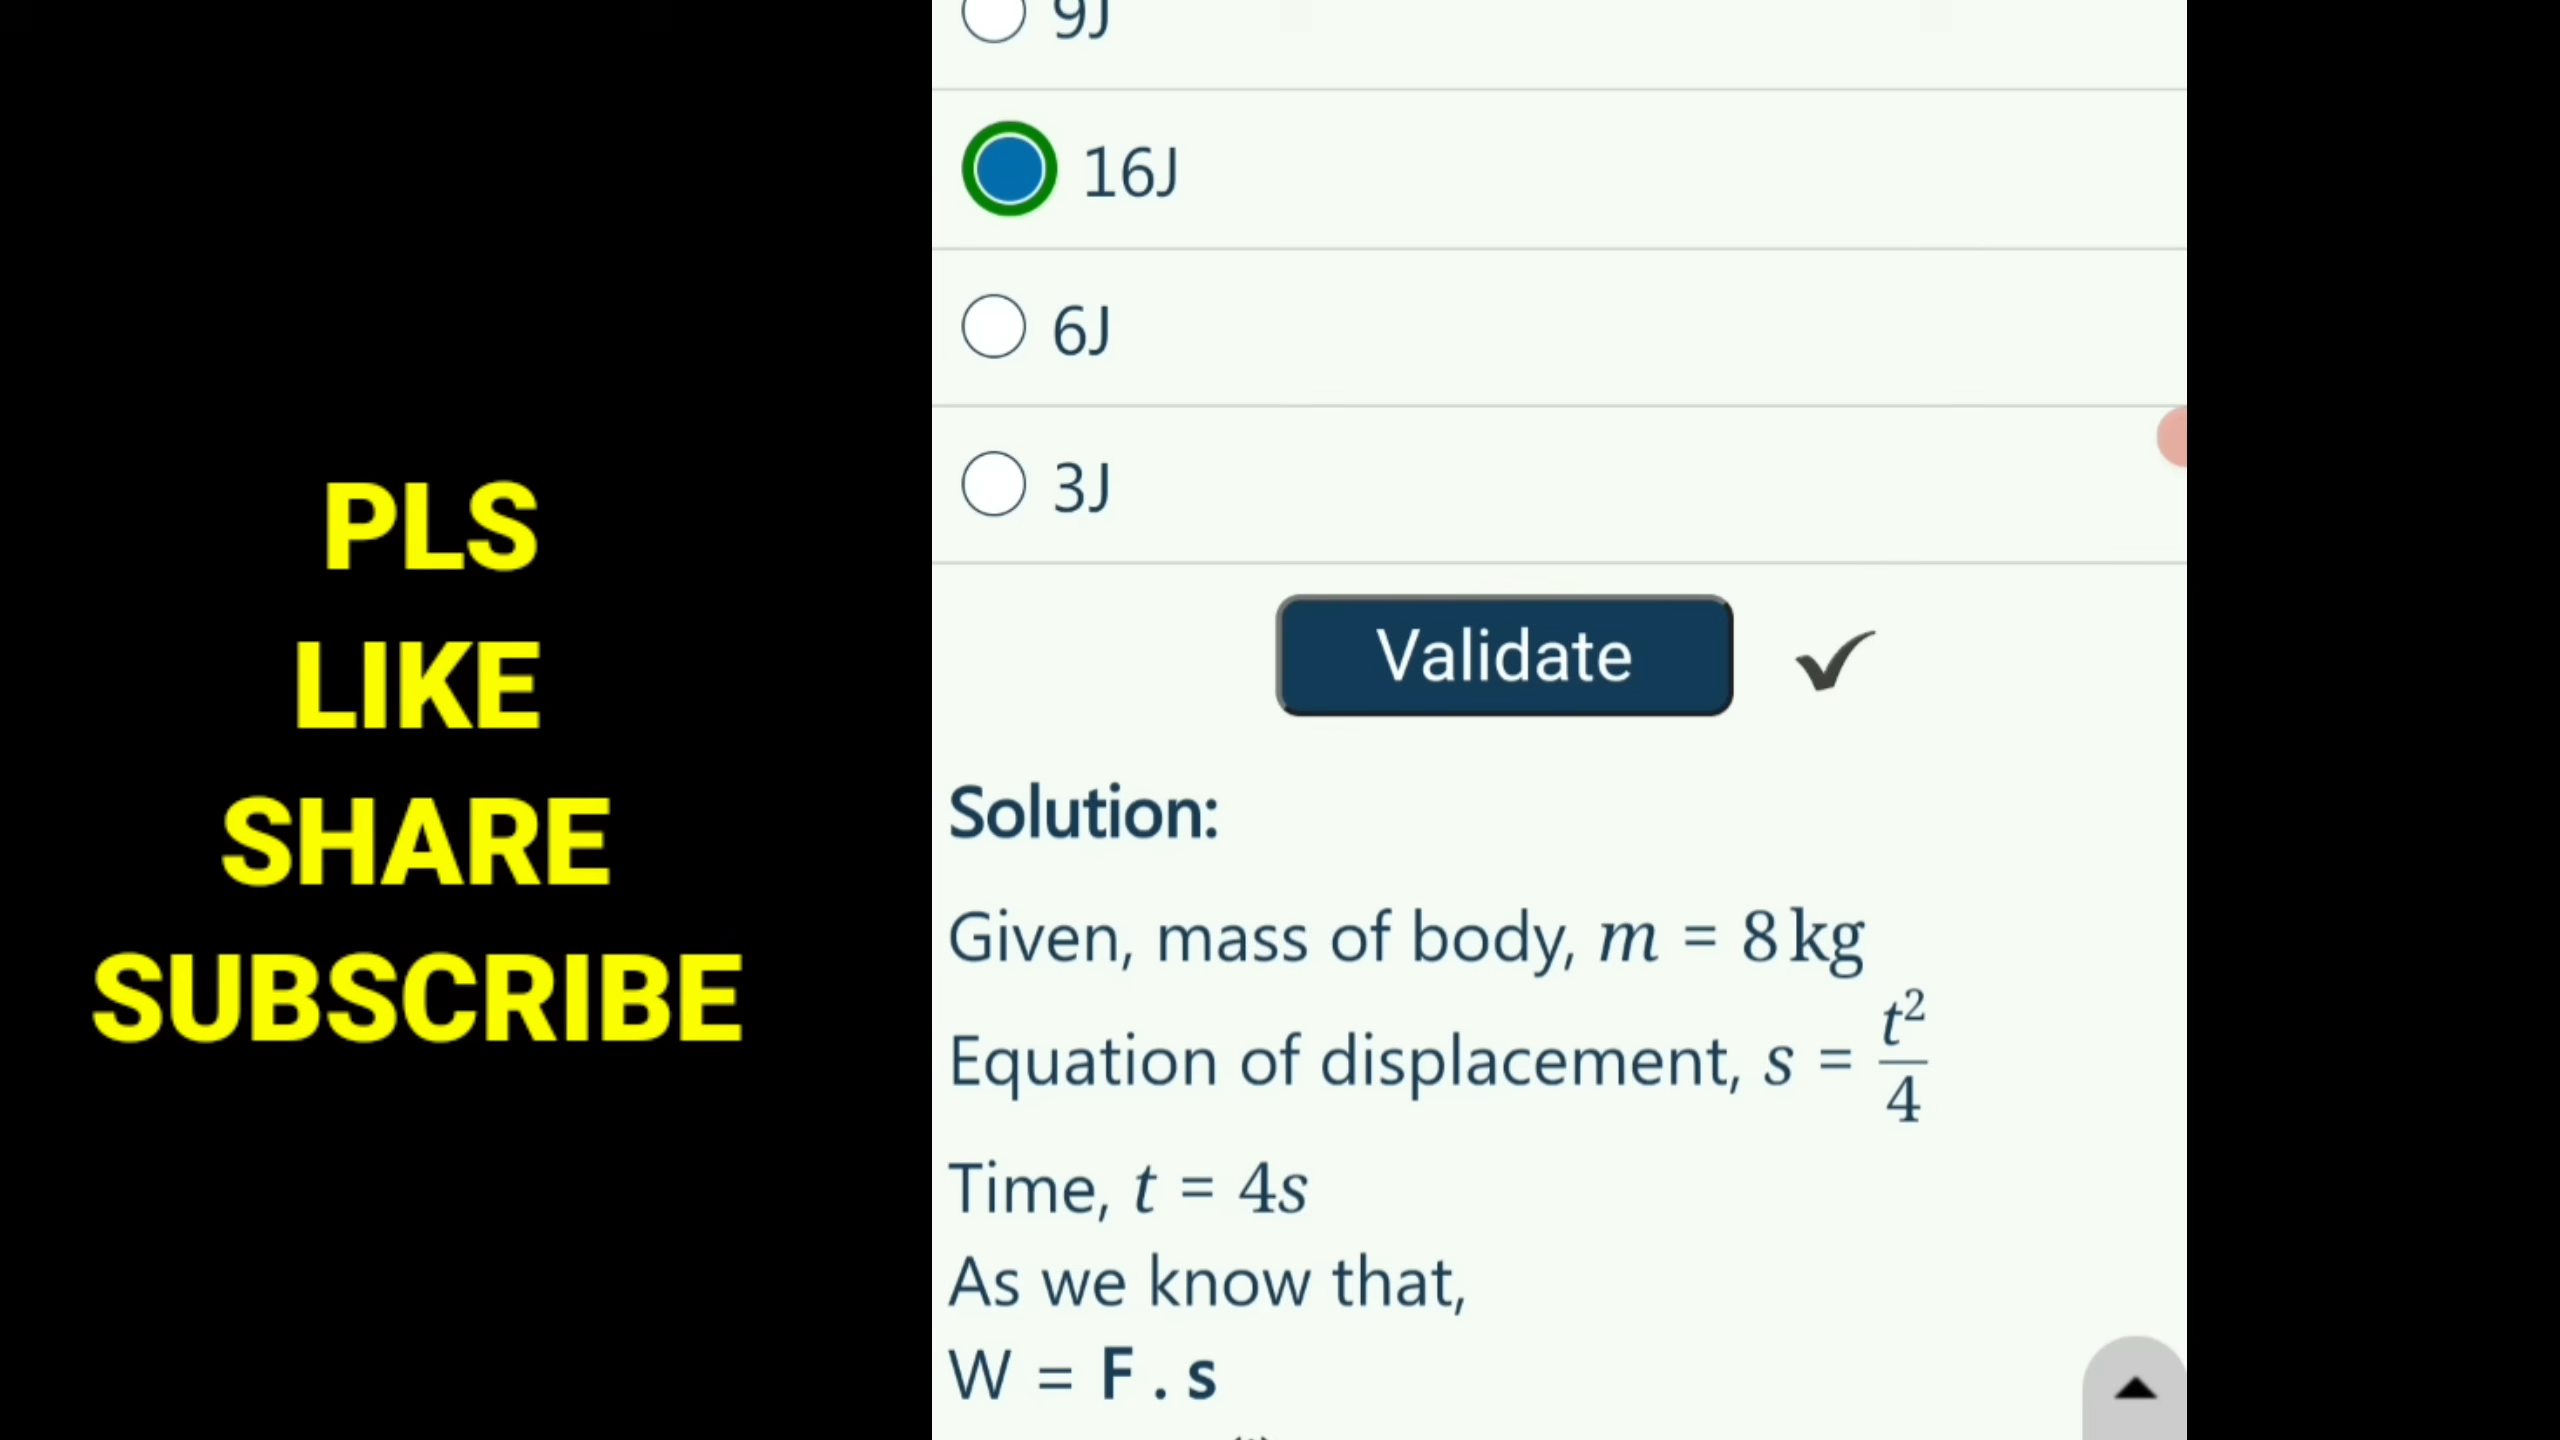 PLS
LIKE
SHARE
SUBSCRIBE
9J
16J
6J
3J
Validate
Solution:
Given, mass of body, m = 8 kg
Equation of displacement, s = t²/4
Time, t = 4s
As we know that,
W = F . s